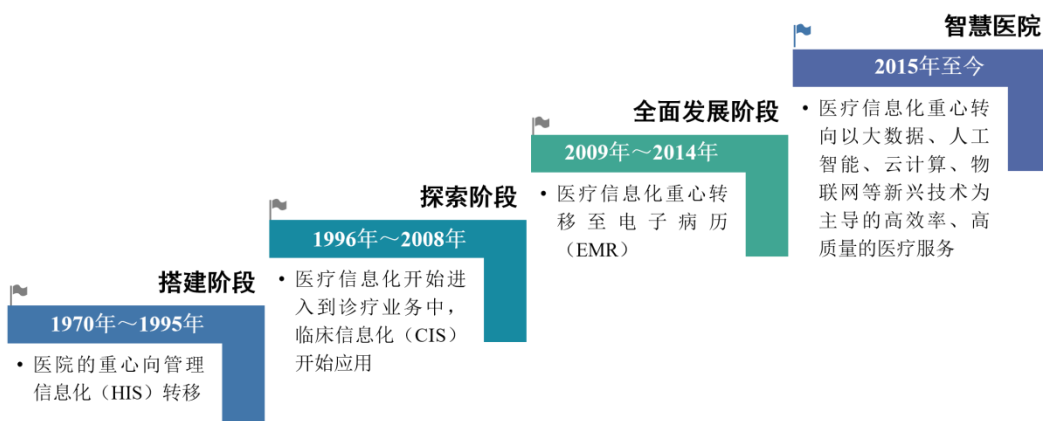 搭建阶段
1970年～1995年
• 医院的重心向管理
信息化（HIS）转移
探索阶段
1996年～2008年
• 医疗信息化开始进
入到诊疗业务中，
临床信息化（CIS）
开始应用
全面发展阶段
2009年～2014年
• 医疗信息化重心转
移至电子病历
（EMR）
智慧医院
2015年至今
• 医疗信息化重心转
向以大数据、人工
智能、云计算、物
联网等新兴技术为
主导的高效率、高
质量的医疗服务